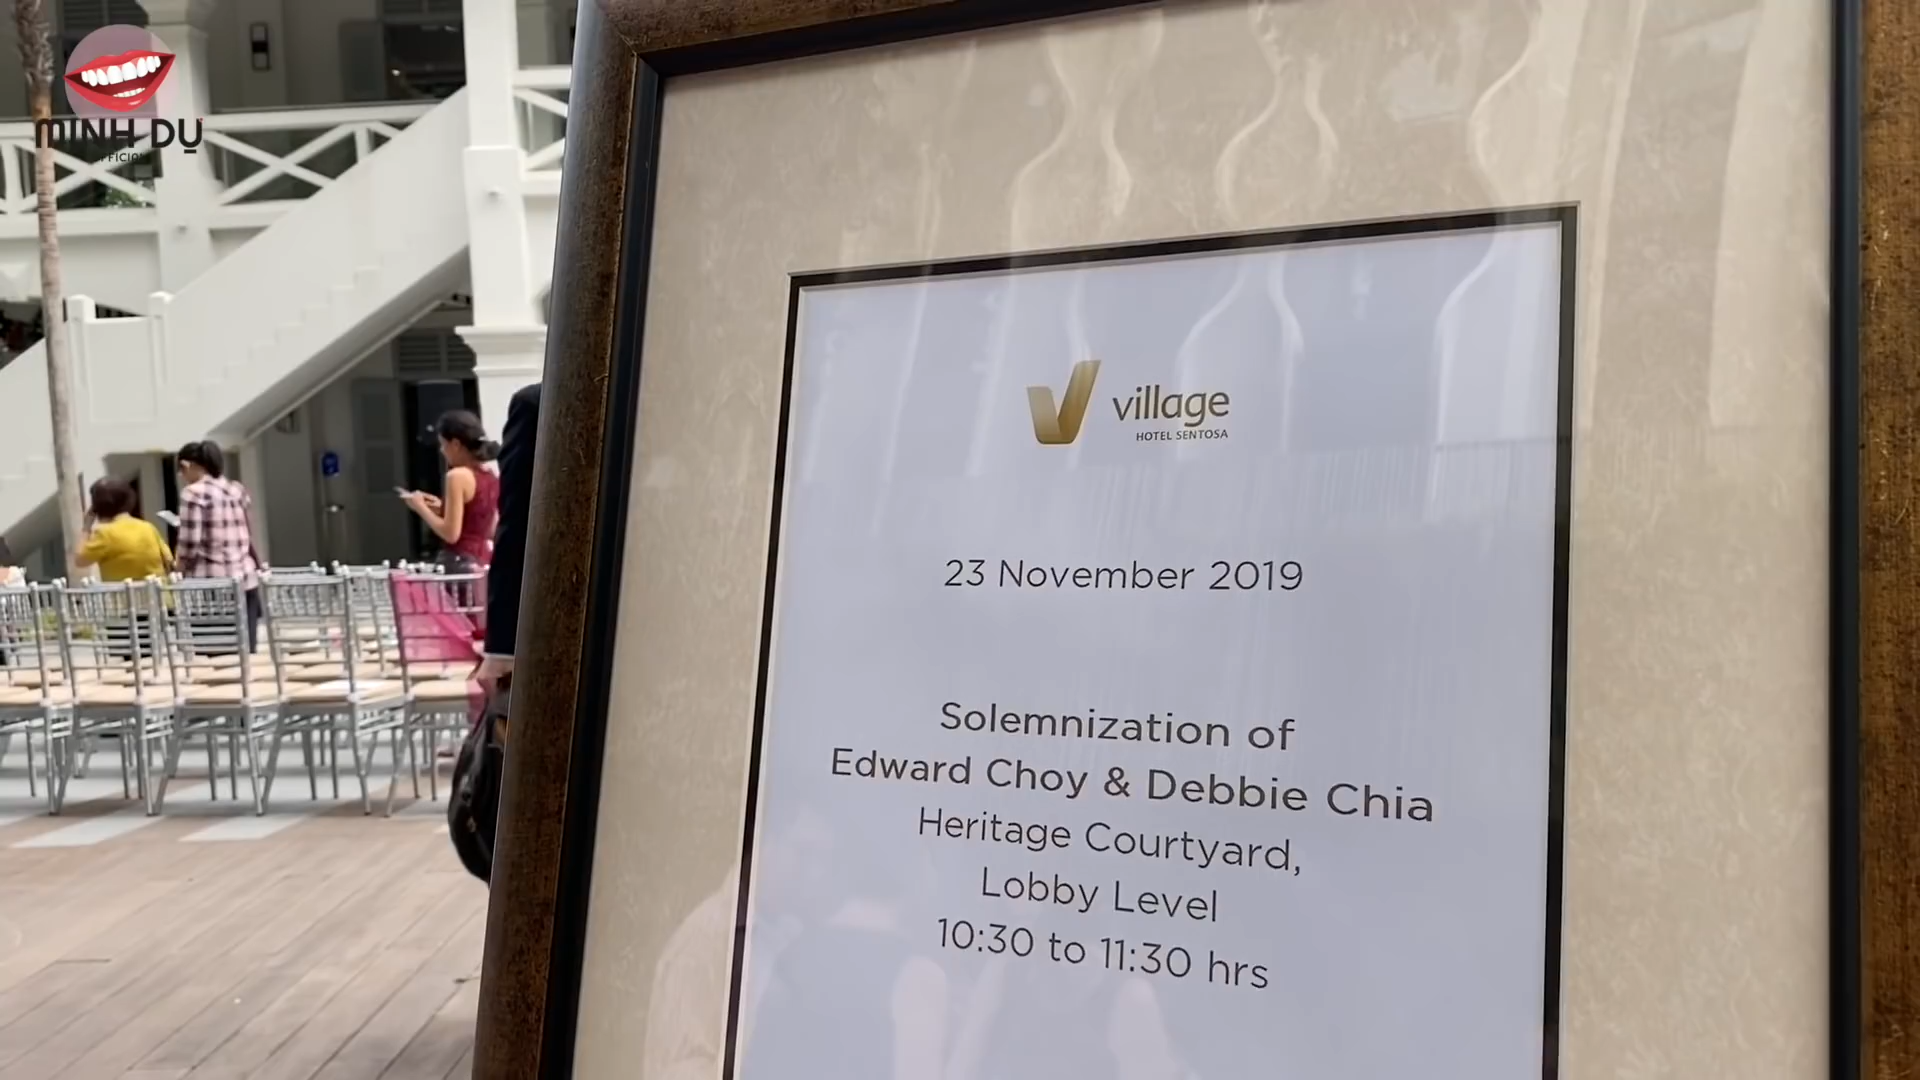 MINH DỤ
village
HOTEL SENTOSA
23 November 2019
Solemnization of
Edward Choy & Debbie Chia
Heritage Courtyard,
Lobby Level
10:30 to 11:30 hrs